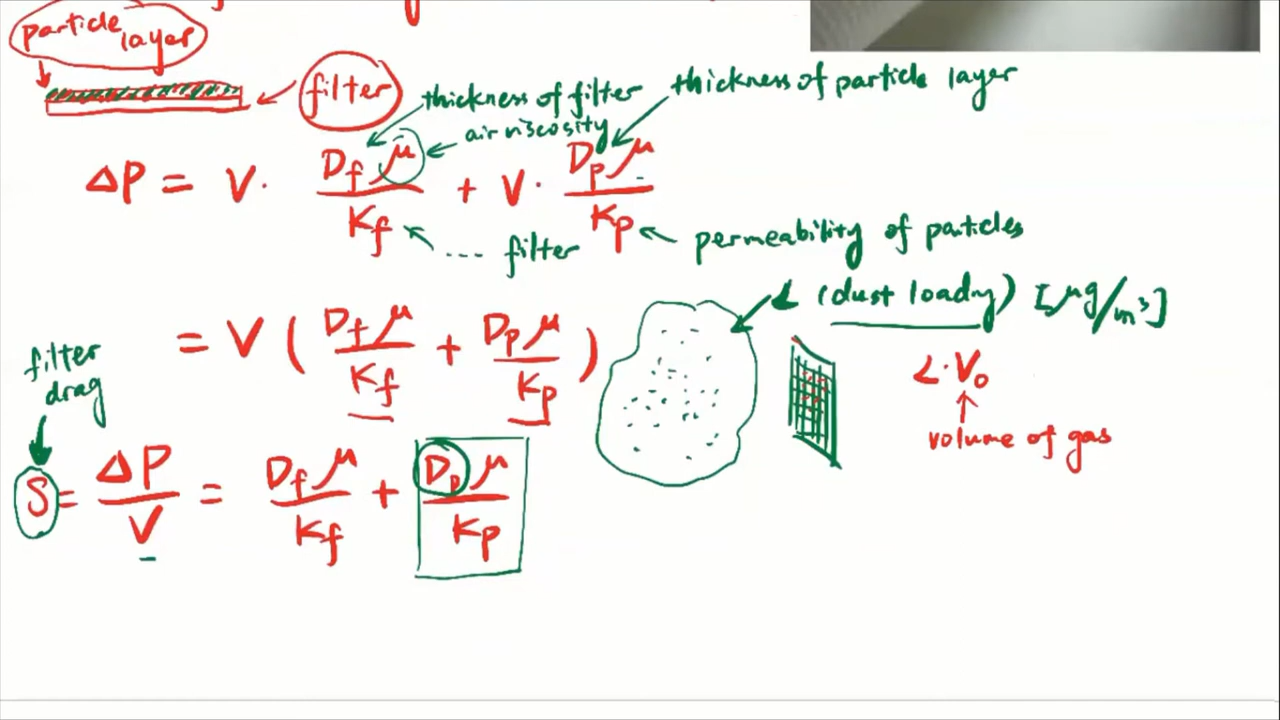 particle layer
filter
thickness of filter
thickness of particle layer
air viscosity
ΔP = V · Df μ / Kf + V · Dp μ / Kp
... filter
permeability of particles
L (dust loadng) [μg/m³]
= V ( Df μ / Kf + Dp μ / Kp )
L · V₀
volume of gas
filter drag
S = ΔP / V = Df μ / Kf + Dp μ / Kp